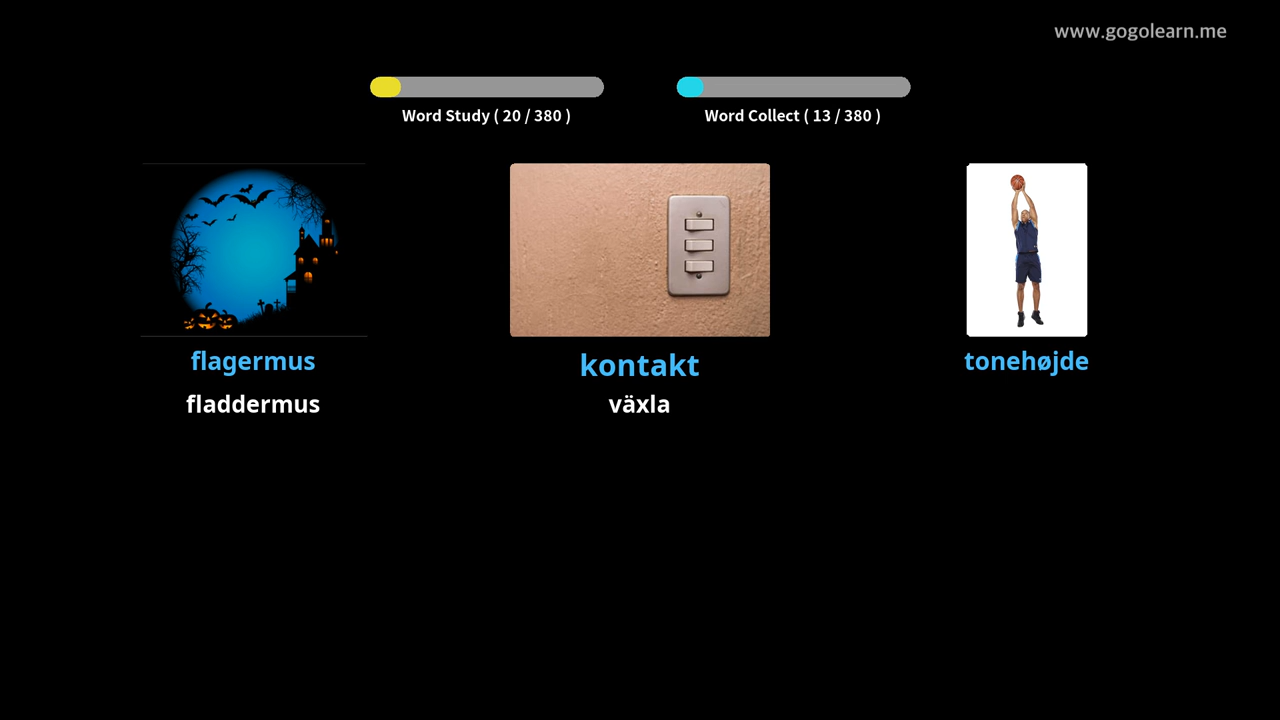 www.gogolearn.me
Word Study ( 20 / 380 )
Word Collect ( 13 / 380 )
flagermus
kontakt
tonehøjde
fladdermus
växla